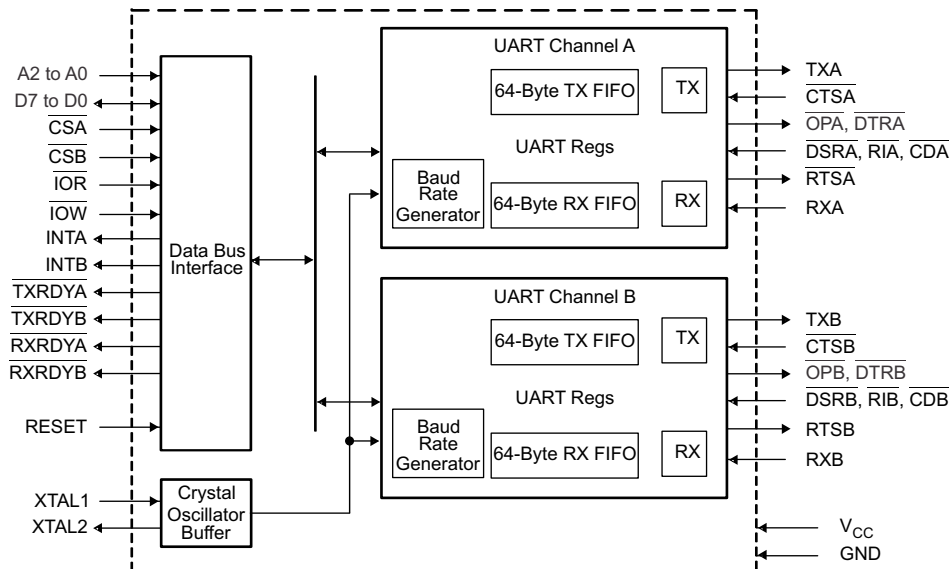 A2 to A0
D7 to D0
CSA
CSB
IOR
IOW
INTA
INTB
TXRDYA
TXRDYB
RXRDYA
RXRDYB
RESET
XTAL1
XTAL2
Data Bus
Interface
Crystal
Oscillator
Buffer
UART Channel A
64-Byte TX FIFO
TX
UART Regs
Baud
Rate
Generator
64-Byte RX FIFO
RX
UART Channel B
64-Byte TX FIFO
TX
UART Regs
Baud
Rate
Generator
64-Byte RX FIFO
RX
TXA
CTSA
OPA, DTRA
DSRA, RIA, CDA
RTSA
RXA
TXB
CTSB
OPB, DTRB
DSRB, RIB, CDB
RTSB
RXB
VCC
GND